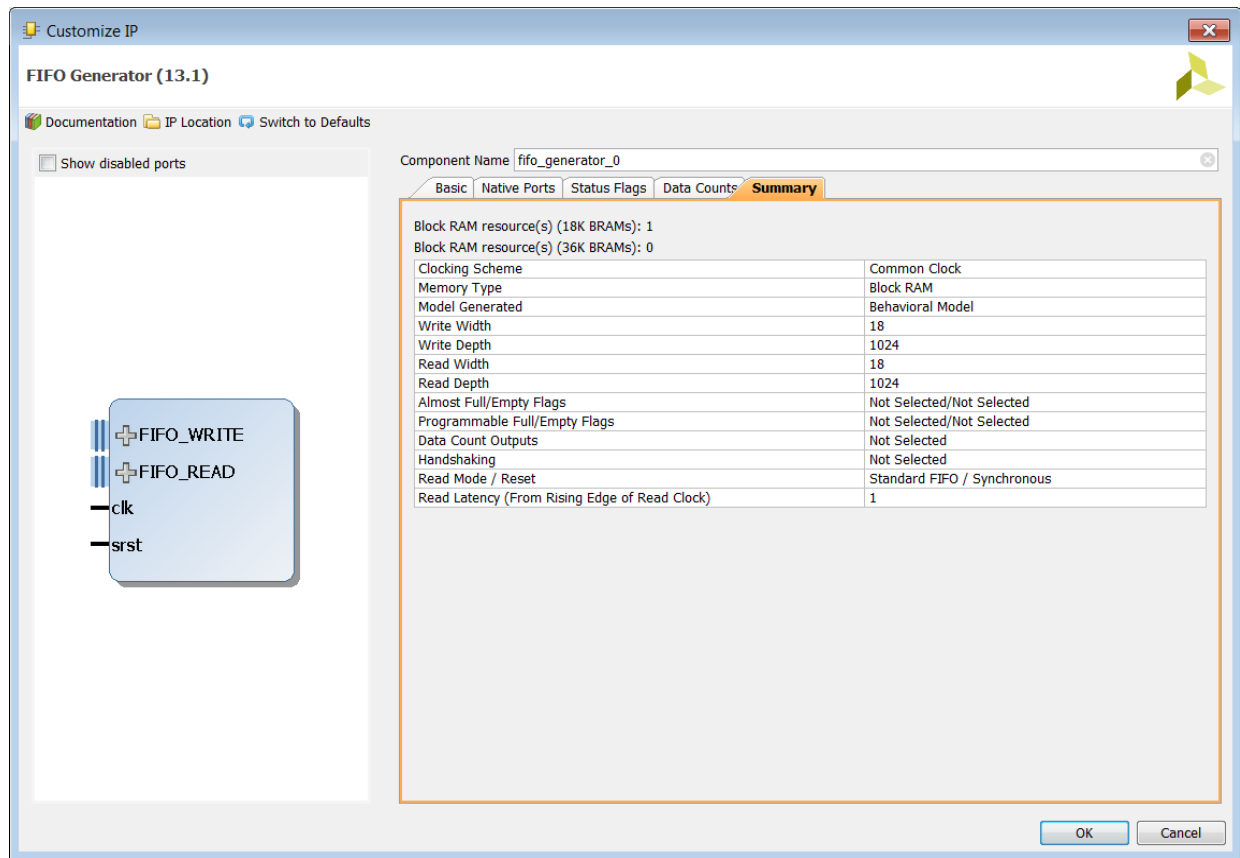 Customize IP
FIFO Generator (13.1)
Documentation IP Location Switch to Defaults
Show disabled ports
FIFO_WRITE
FIFO_READ
clk
srst
Component Name fifo_generator_0
Basic Native Ports Status Flags Data Counts Summary
Block RAM resource(s) (18K BRAMs): 1
Block RAM resource(s) (36K BRAMs): 0
Clocking Scheme Common Clock
Memory Type Block RAM
Model Generated Behavioral Model
Write Width 18
Write Depth 1024
Read Width 18
Read Depth 1024
Almost Full/Empty Flags Not Selected/Not Selected
Programmable Full/Empty Flags Not Selected/Not Selected
Data Count Outputs Not Selected
Handshaking Not Selected
Read Mode / Reset Standard FIFO / Synchronous
Read Latency (From Rising Edge of Read Clock) 1
OK Cancel